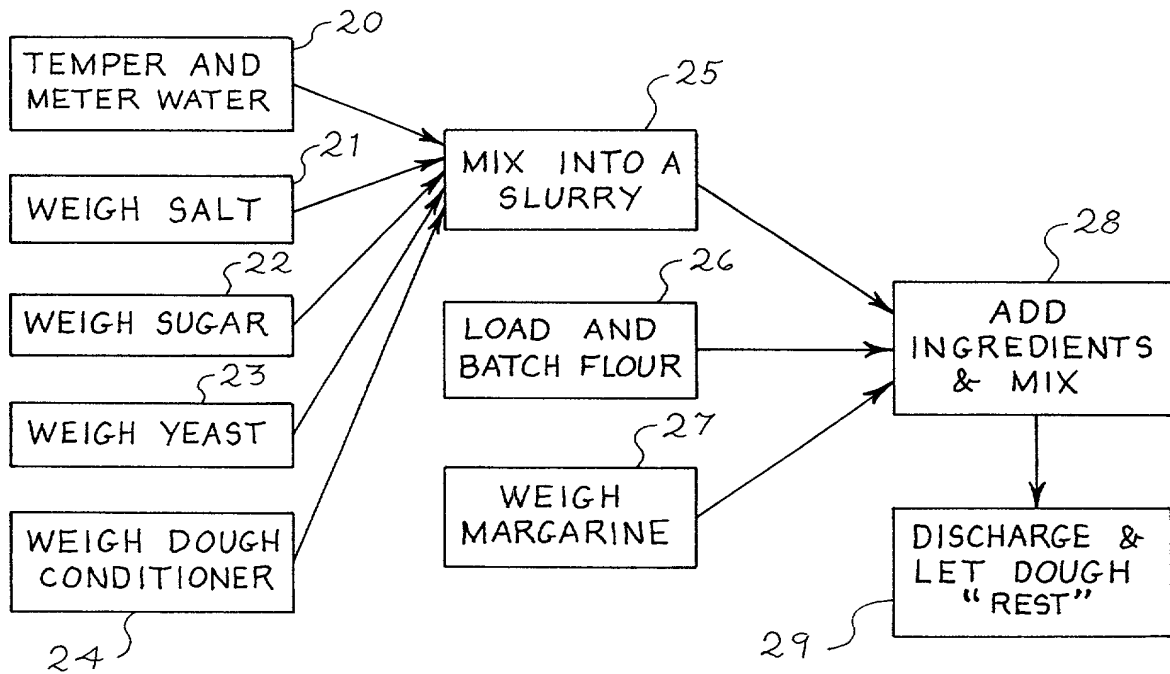 20
TEMPER AND
METER WATER
21
WEIGH SALT
22
WEIGH SUGAR
23
WEIGH YEAST
WEIGH DOUGH
CONDITIONER
24
25
MIX INTO A
SLURRY
26
LOAD AND
BATCH FLOUR
27
WEIGH
MARGARINE
28
ADD
INGREDIENTS
& MIX
DISCHARGE &
LET DOUGH
"REST"
29